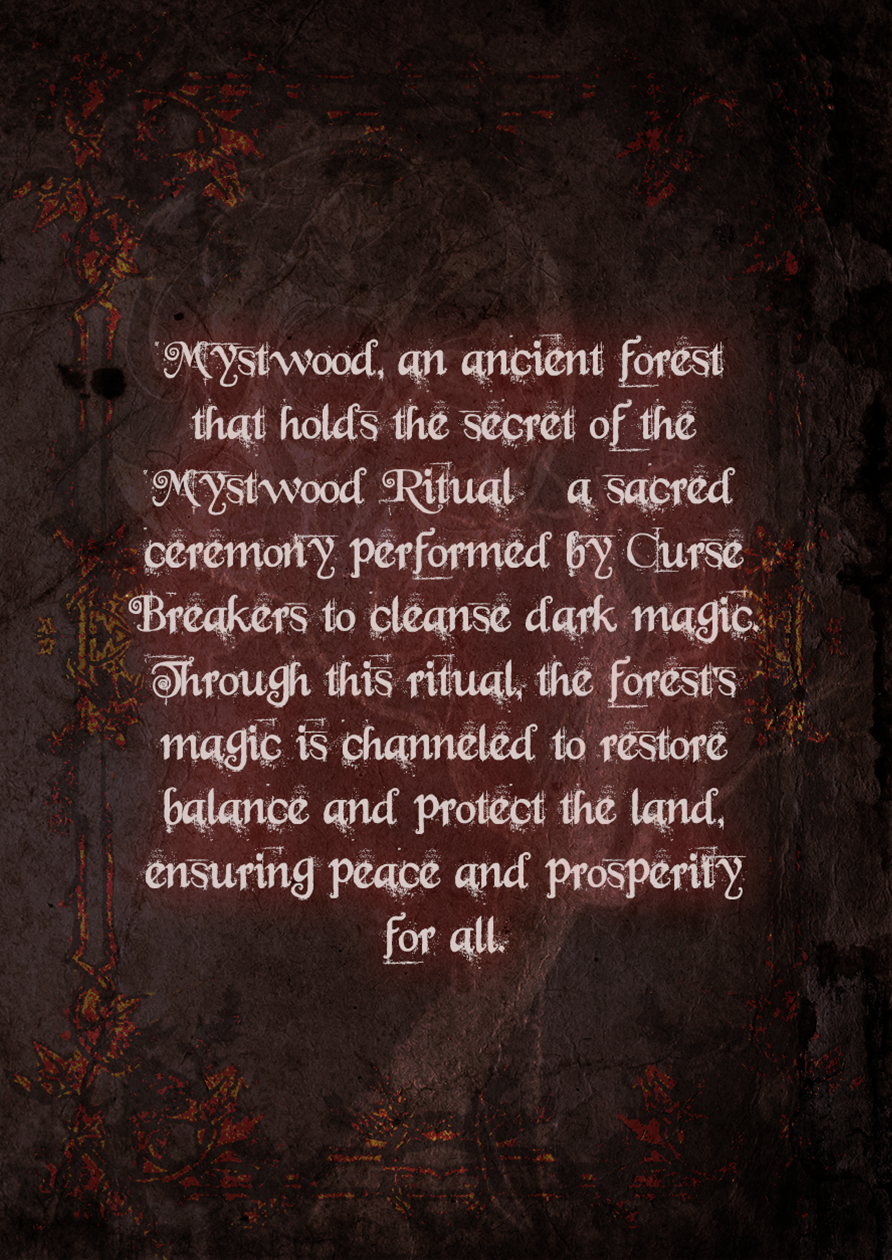 Mystwood, an ancient forest
that holds the secret of the
Mystwood Ritual a sacred
ceremony performed by Curse
Breakers to cleanse dark magic.
Through this ritual, the forest's
magic is channeled to restore
balance and protect the land,
ensuring peace and prosperity
for all.